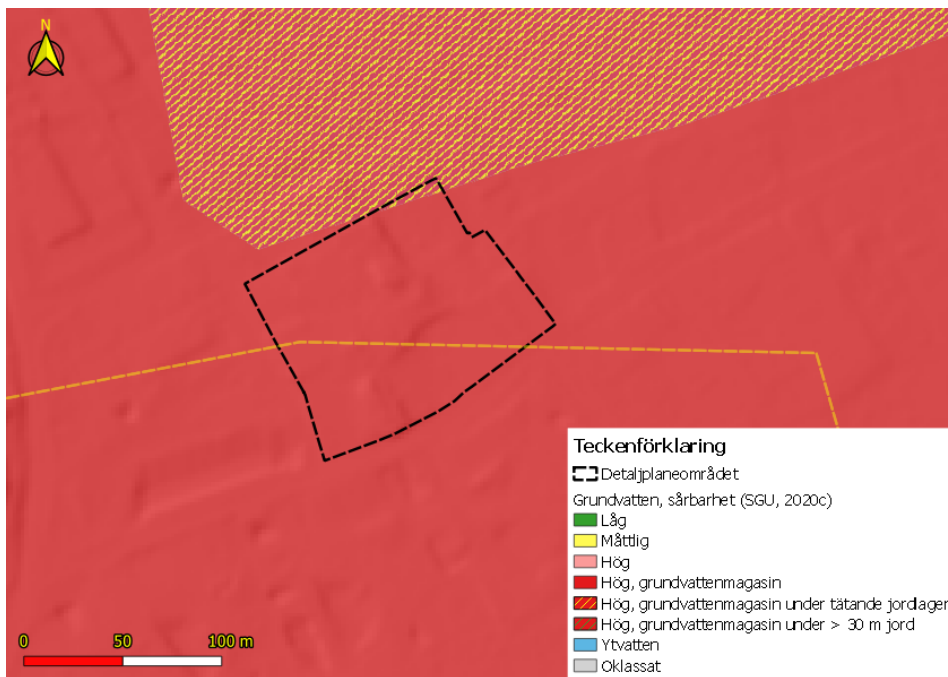 N
Teckenförklaring
Detaljplaneområdet
Grundvatten, sårbarhet (SGU, 2020c)
Låg
Måttlig
Hög
Hög, grundvattenmagasin
Hög, grundvattenmagasin under tätande jordlager
Hög, grundvattenmagasin under > 30 m jord
Ytvatten
Oklassat
0 50 100 m